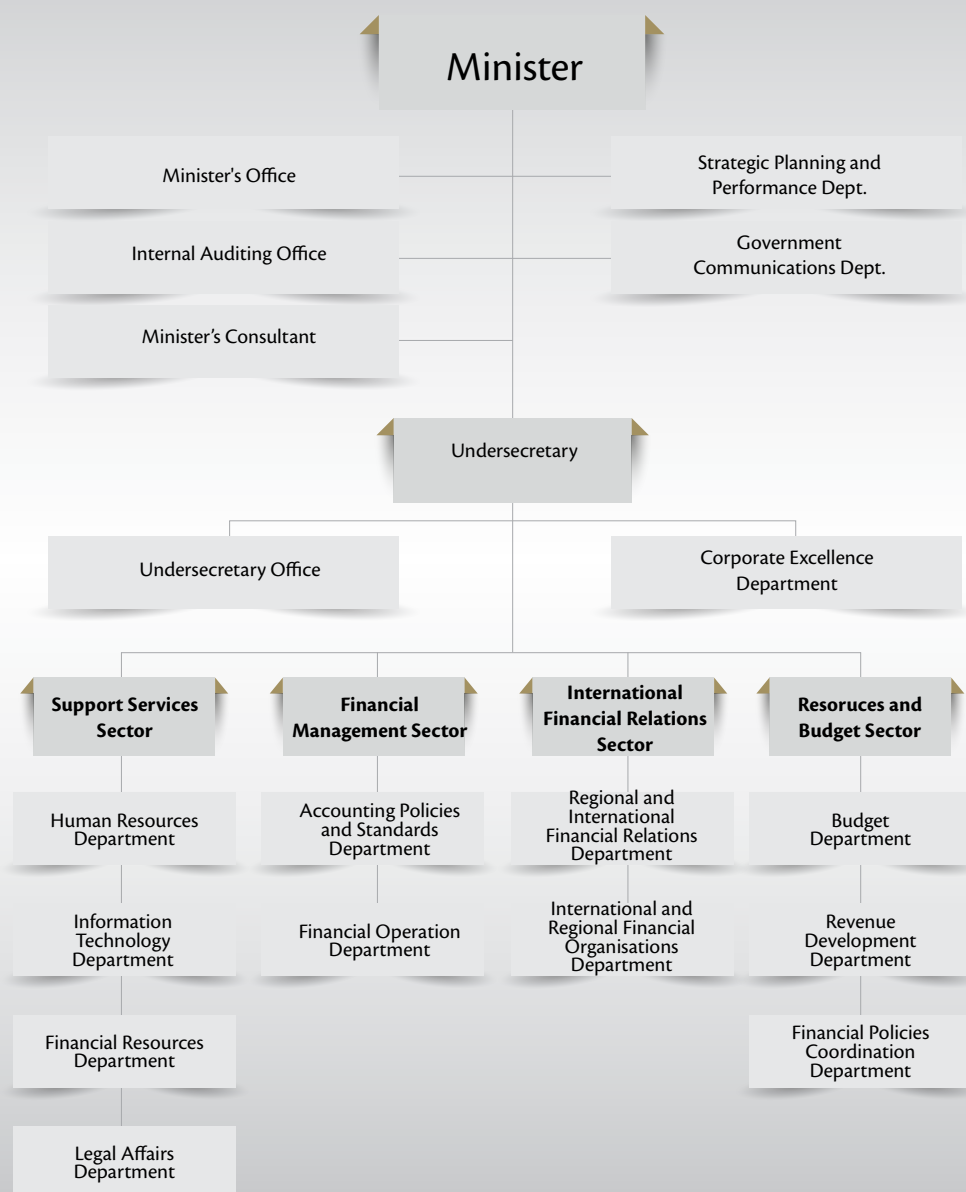 Minister
Minister's Office
Strategic Planning and
Performance Dept.
Internal Auditing Office
Government
Communications Dept.
Minister’s Consultant
Undersecretary
Undersecretary Office
Corporate Excellence
Department
Support Services
Sector
Financial
Management Sector
International
Financial Relations
Sector
Resoruces and
Budget Sector
Human Resources
Department
Accounting Policies
and Standards
Department
Regional and
International
Financial Relations
Department
Budget
Department
Information
Technology
Department
Financial Operation
Department
International and
Regional Financial
Organisations
Department
Revenue
Development
Department
Financial Resources
Department
Financial Policies
Coordination
Department
Legal Affairs
Department